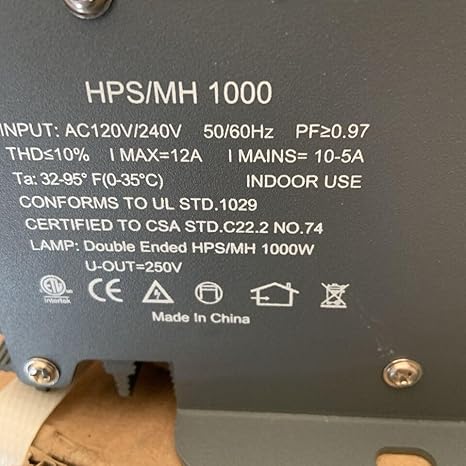 HPS/MH 1000
INPUT: AC120V/240V 50/60Hz PF≥0.97
THD≤10% I MAX=12A I MAINS= 10-5A
Ta: 32-95° F(0-35°C) INDOOR USE
CONFORMS TO UL STD.1029
CERTIFIED TO CSA STD.C22.2 NO.74
LAMP: Double Ended HPS/MH 1000W
U-OUT=250V
ETL CE
Intertek
Made In China